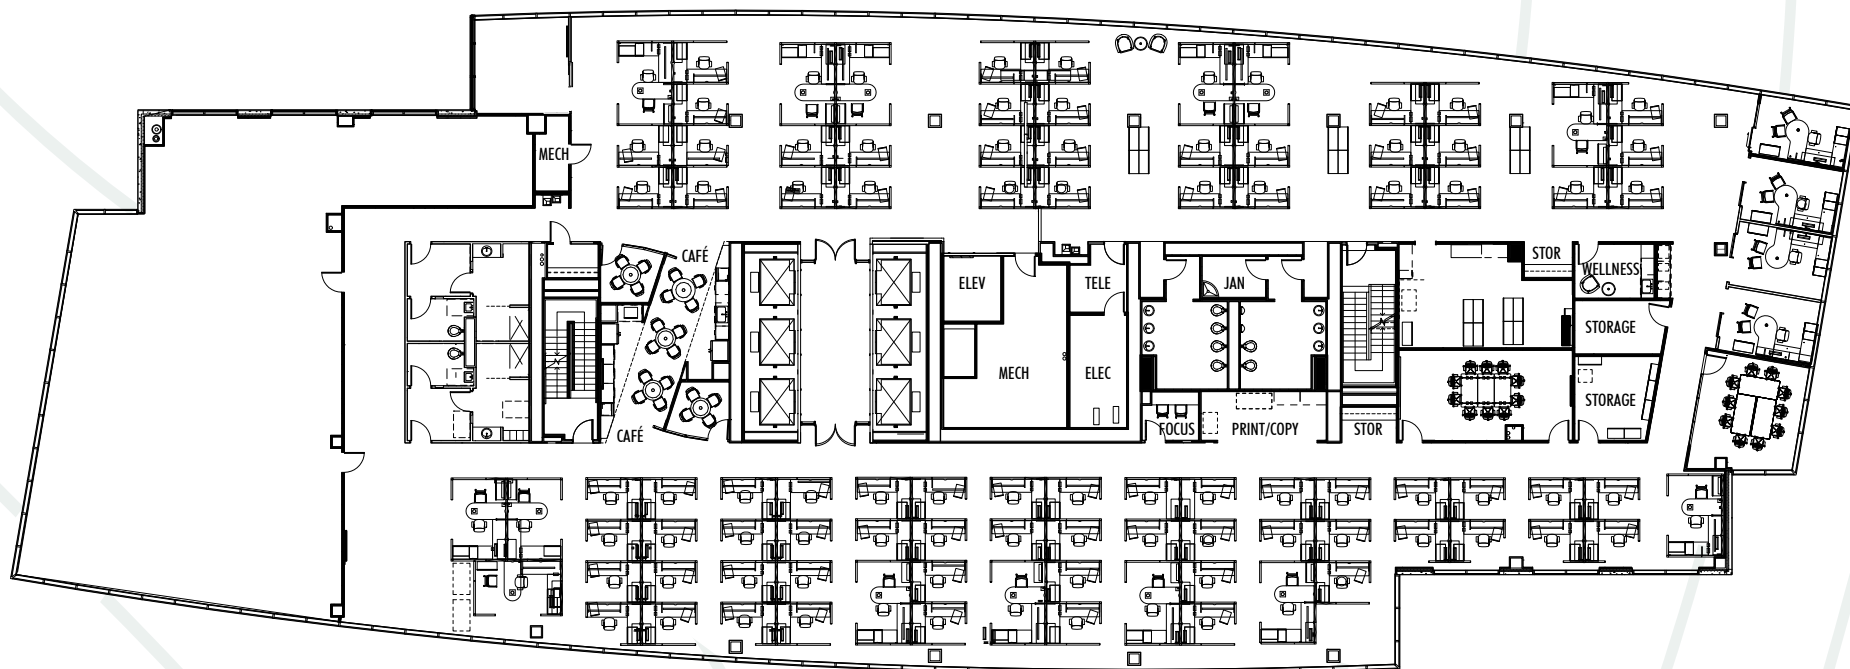 MECH
CAFÉ
ELEV
TELE
JAN
STOR
WELLNESS
STORAGE
MECH
ELEC
STORAGE
CAFÉ
FOCUS
PRINT/COPY
STOR